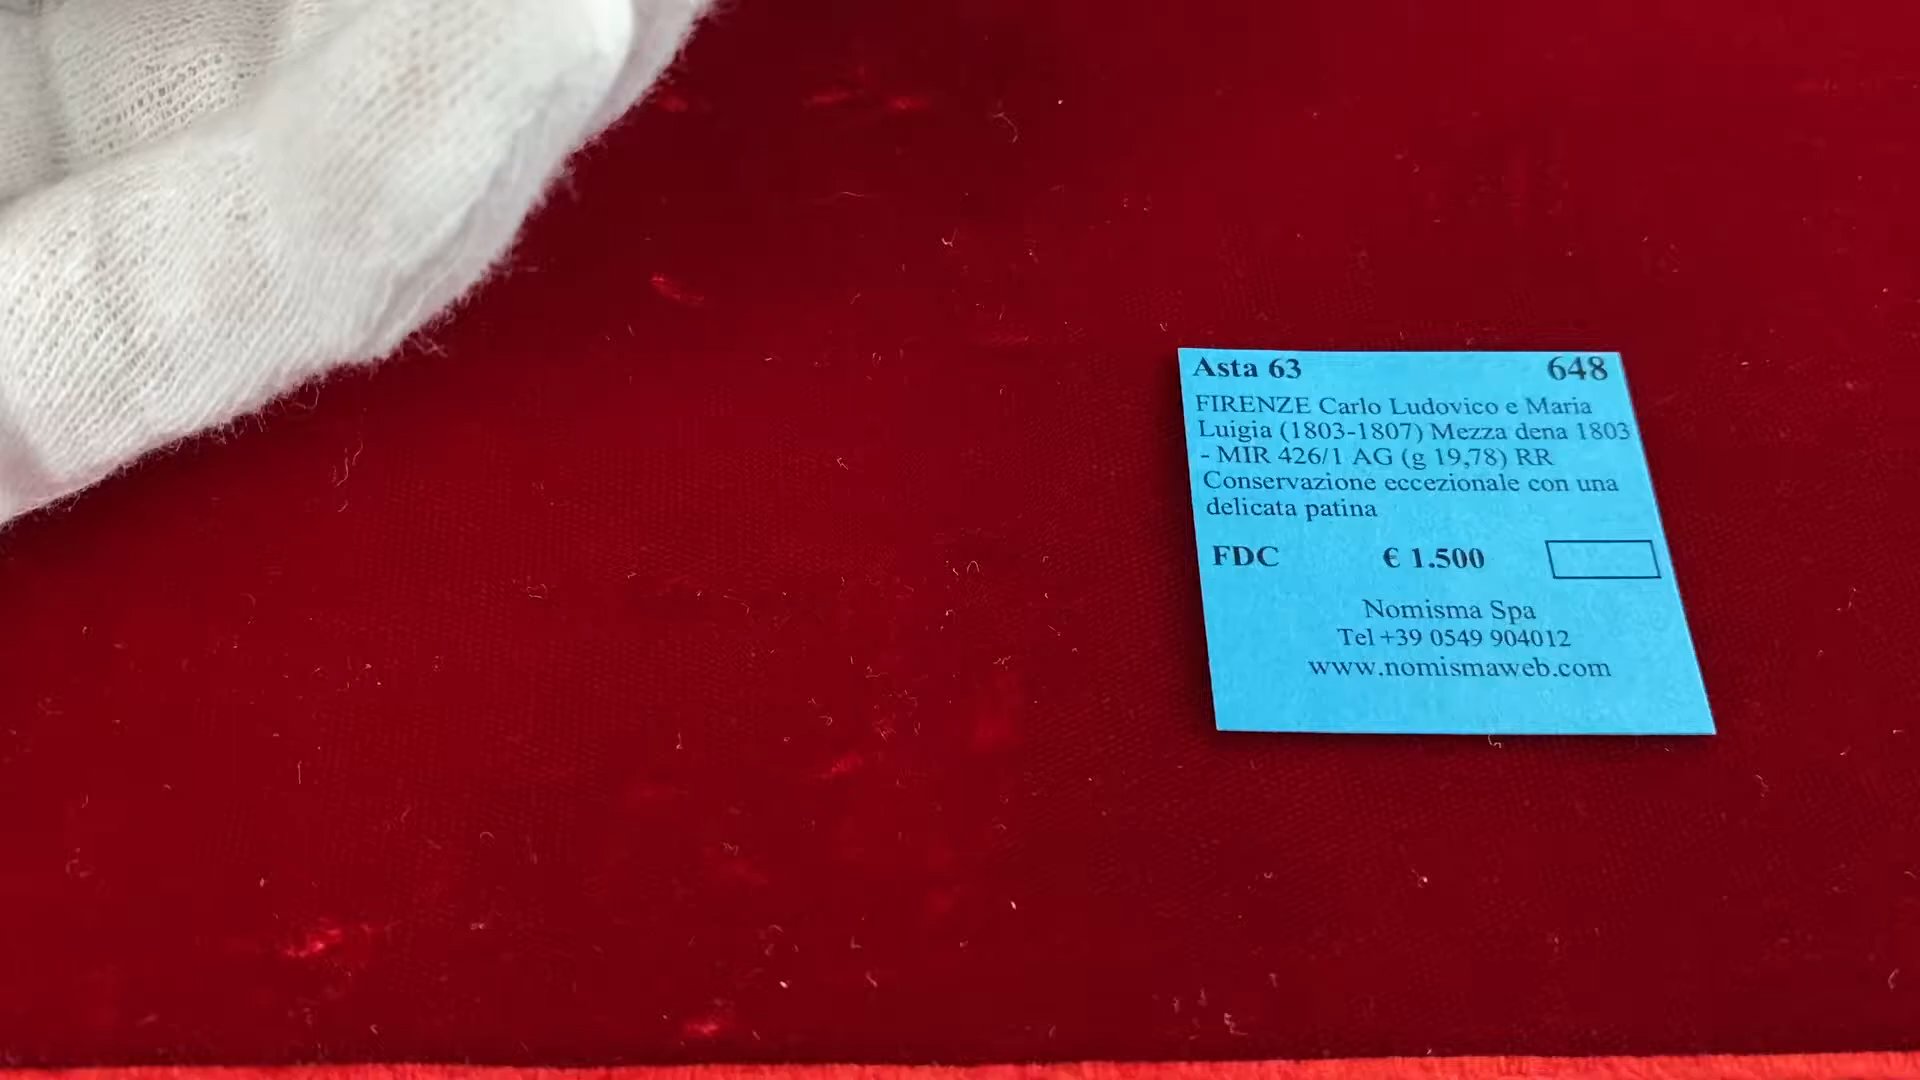 Asta 63 648
FIRENZE Carlo Ludovico e Maria
Luigia (1803-1807) Mezza dena 1803
- MIR 426/1 AG (g 19,78) RR
Conservazione eccezionale con una
delicata patina
FDC € 1.500
Nomisma Spa
Tel +39 0549 904012
www.nomismaweb.com